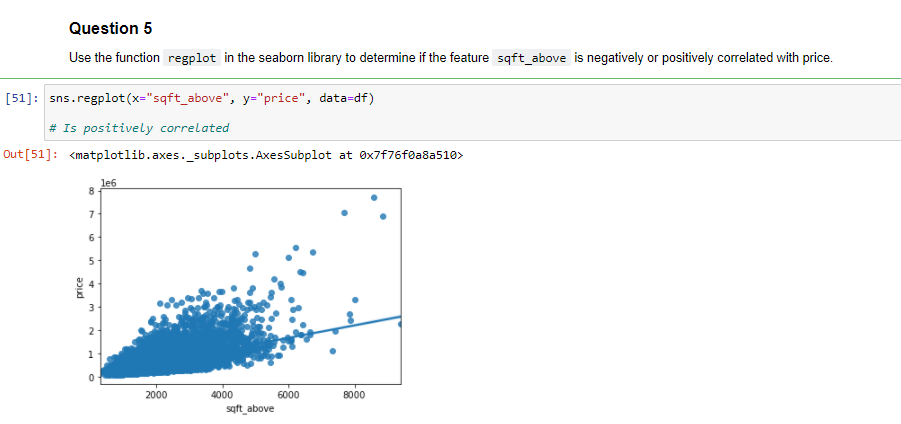 Question 5
Use the function regplot in the seaborn library to determine if the feature sqft_above is negatively or positively correlated with price.
[51]: sns.regplot(x="sqft_above", y="price", data=df)
# Is positively correlated
Out[51]: <matplotlib.axes._subplots.AxesSubplot at 0x7f76f0a8a510>
1e6
8
7
6
5
4
3
2
1
0
price
2000 4000 6000 8000
sqft_above